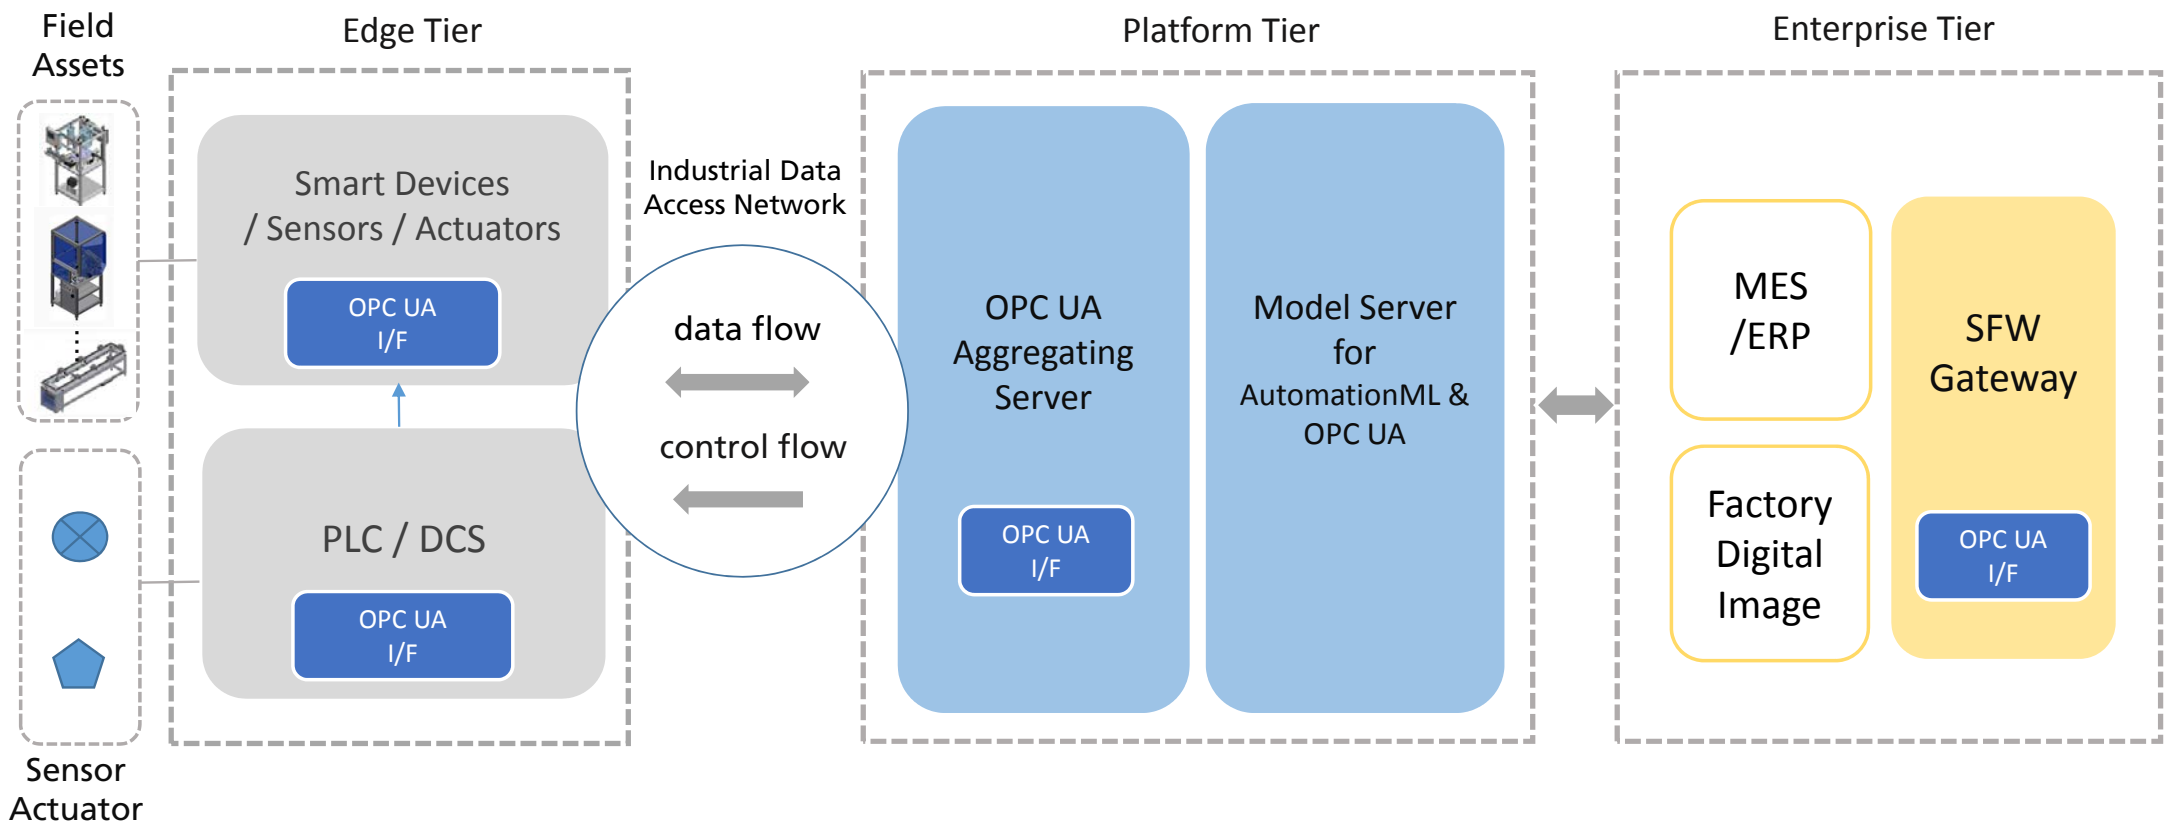 Field
Assets
Edge Tier
Smart Devices
/ Sensors / Actuators
OPC UA
I/F
PLC / DCS
OPC UA
I/F
Sensor
Actuator
Industrial Data
Access Network
data flow
control flow
Platform Tier
OPC UA
Aggregating
Server
OPC UA
I/F
Model Server
for
AutomationML &
OPC UA
Enterprise Tier
MES
/ERP
Factory
Digital
Image
SFW
Gateway
OPC UA
I/F